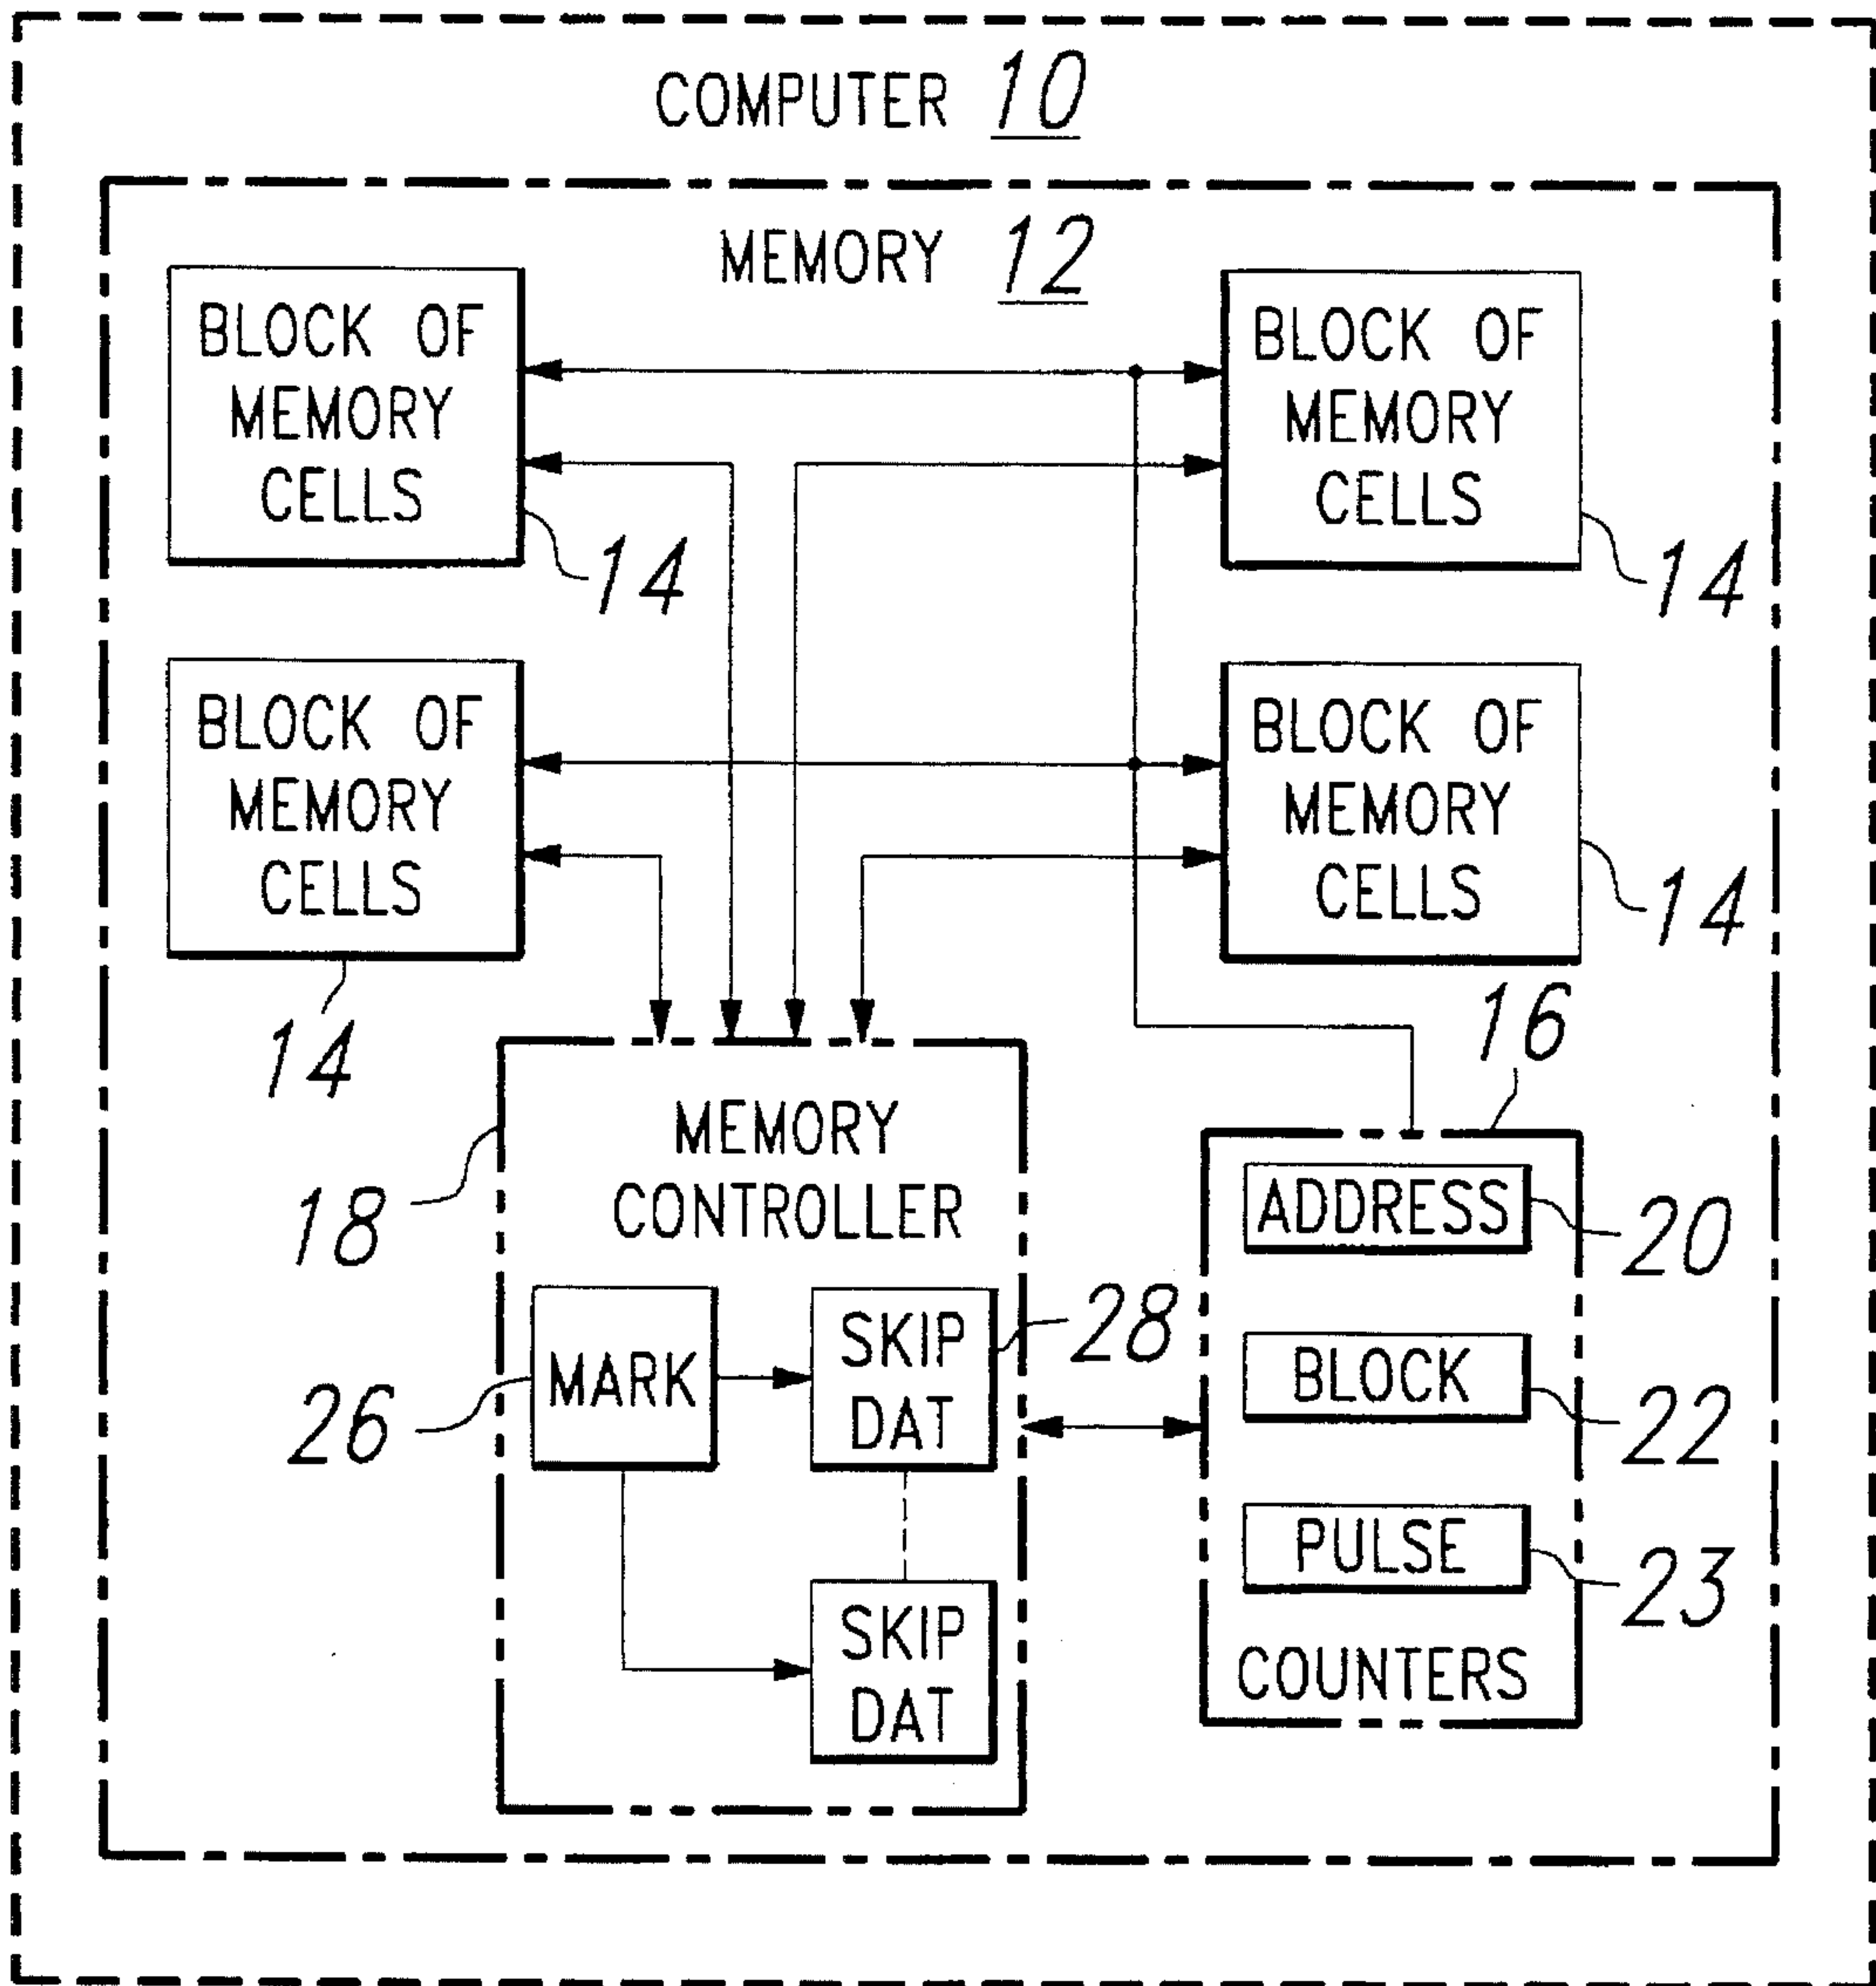 COMPUTER 10
MEMORY 12
BLOCK OF
MEMORY
CELLS
14
BLOCK OF
MEMORY
CELLS
14
BLOCK OF
MEMORY
CELLS
14
BLOCK OF
MEMORY
CELLS
14
MEMORY
CONTROLLER
18
MARK
26
SKIP
DAT
28
SKIP
DAT
16
ADDRESS
20
BLOCK
22
PULSE
23
COUNTERS